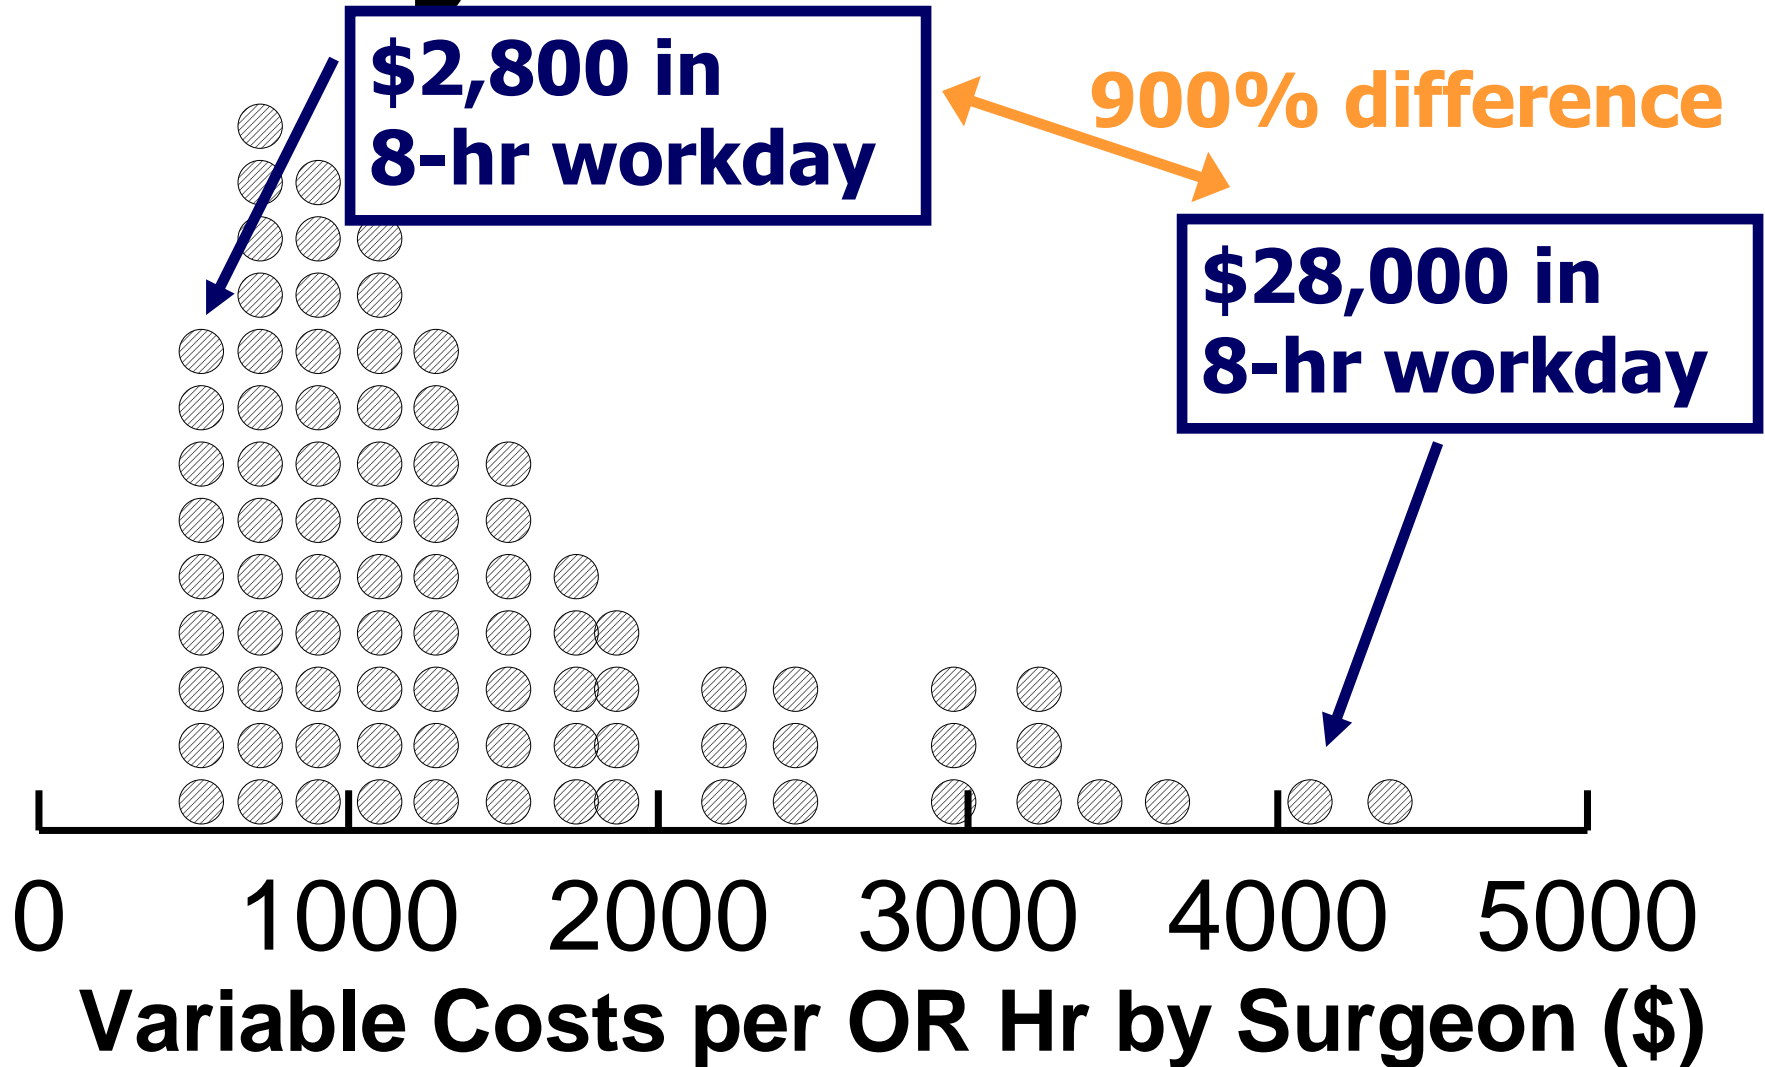 $2,800 in
8-hr workday
900% difference
$28,000 in
8-hr workday
0 1000 2000 3000 4000 5000
Variable Costs per OR Hr by Surgeon ($)